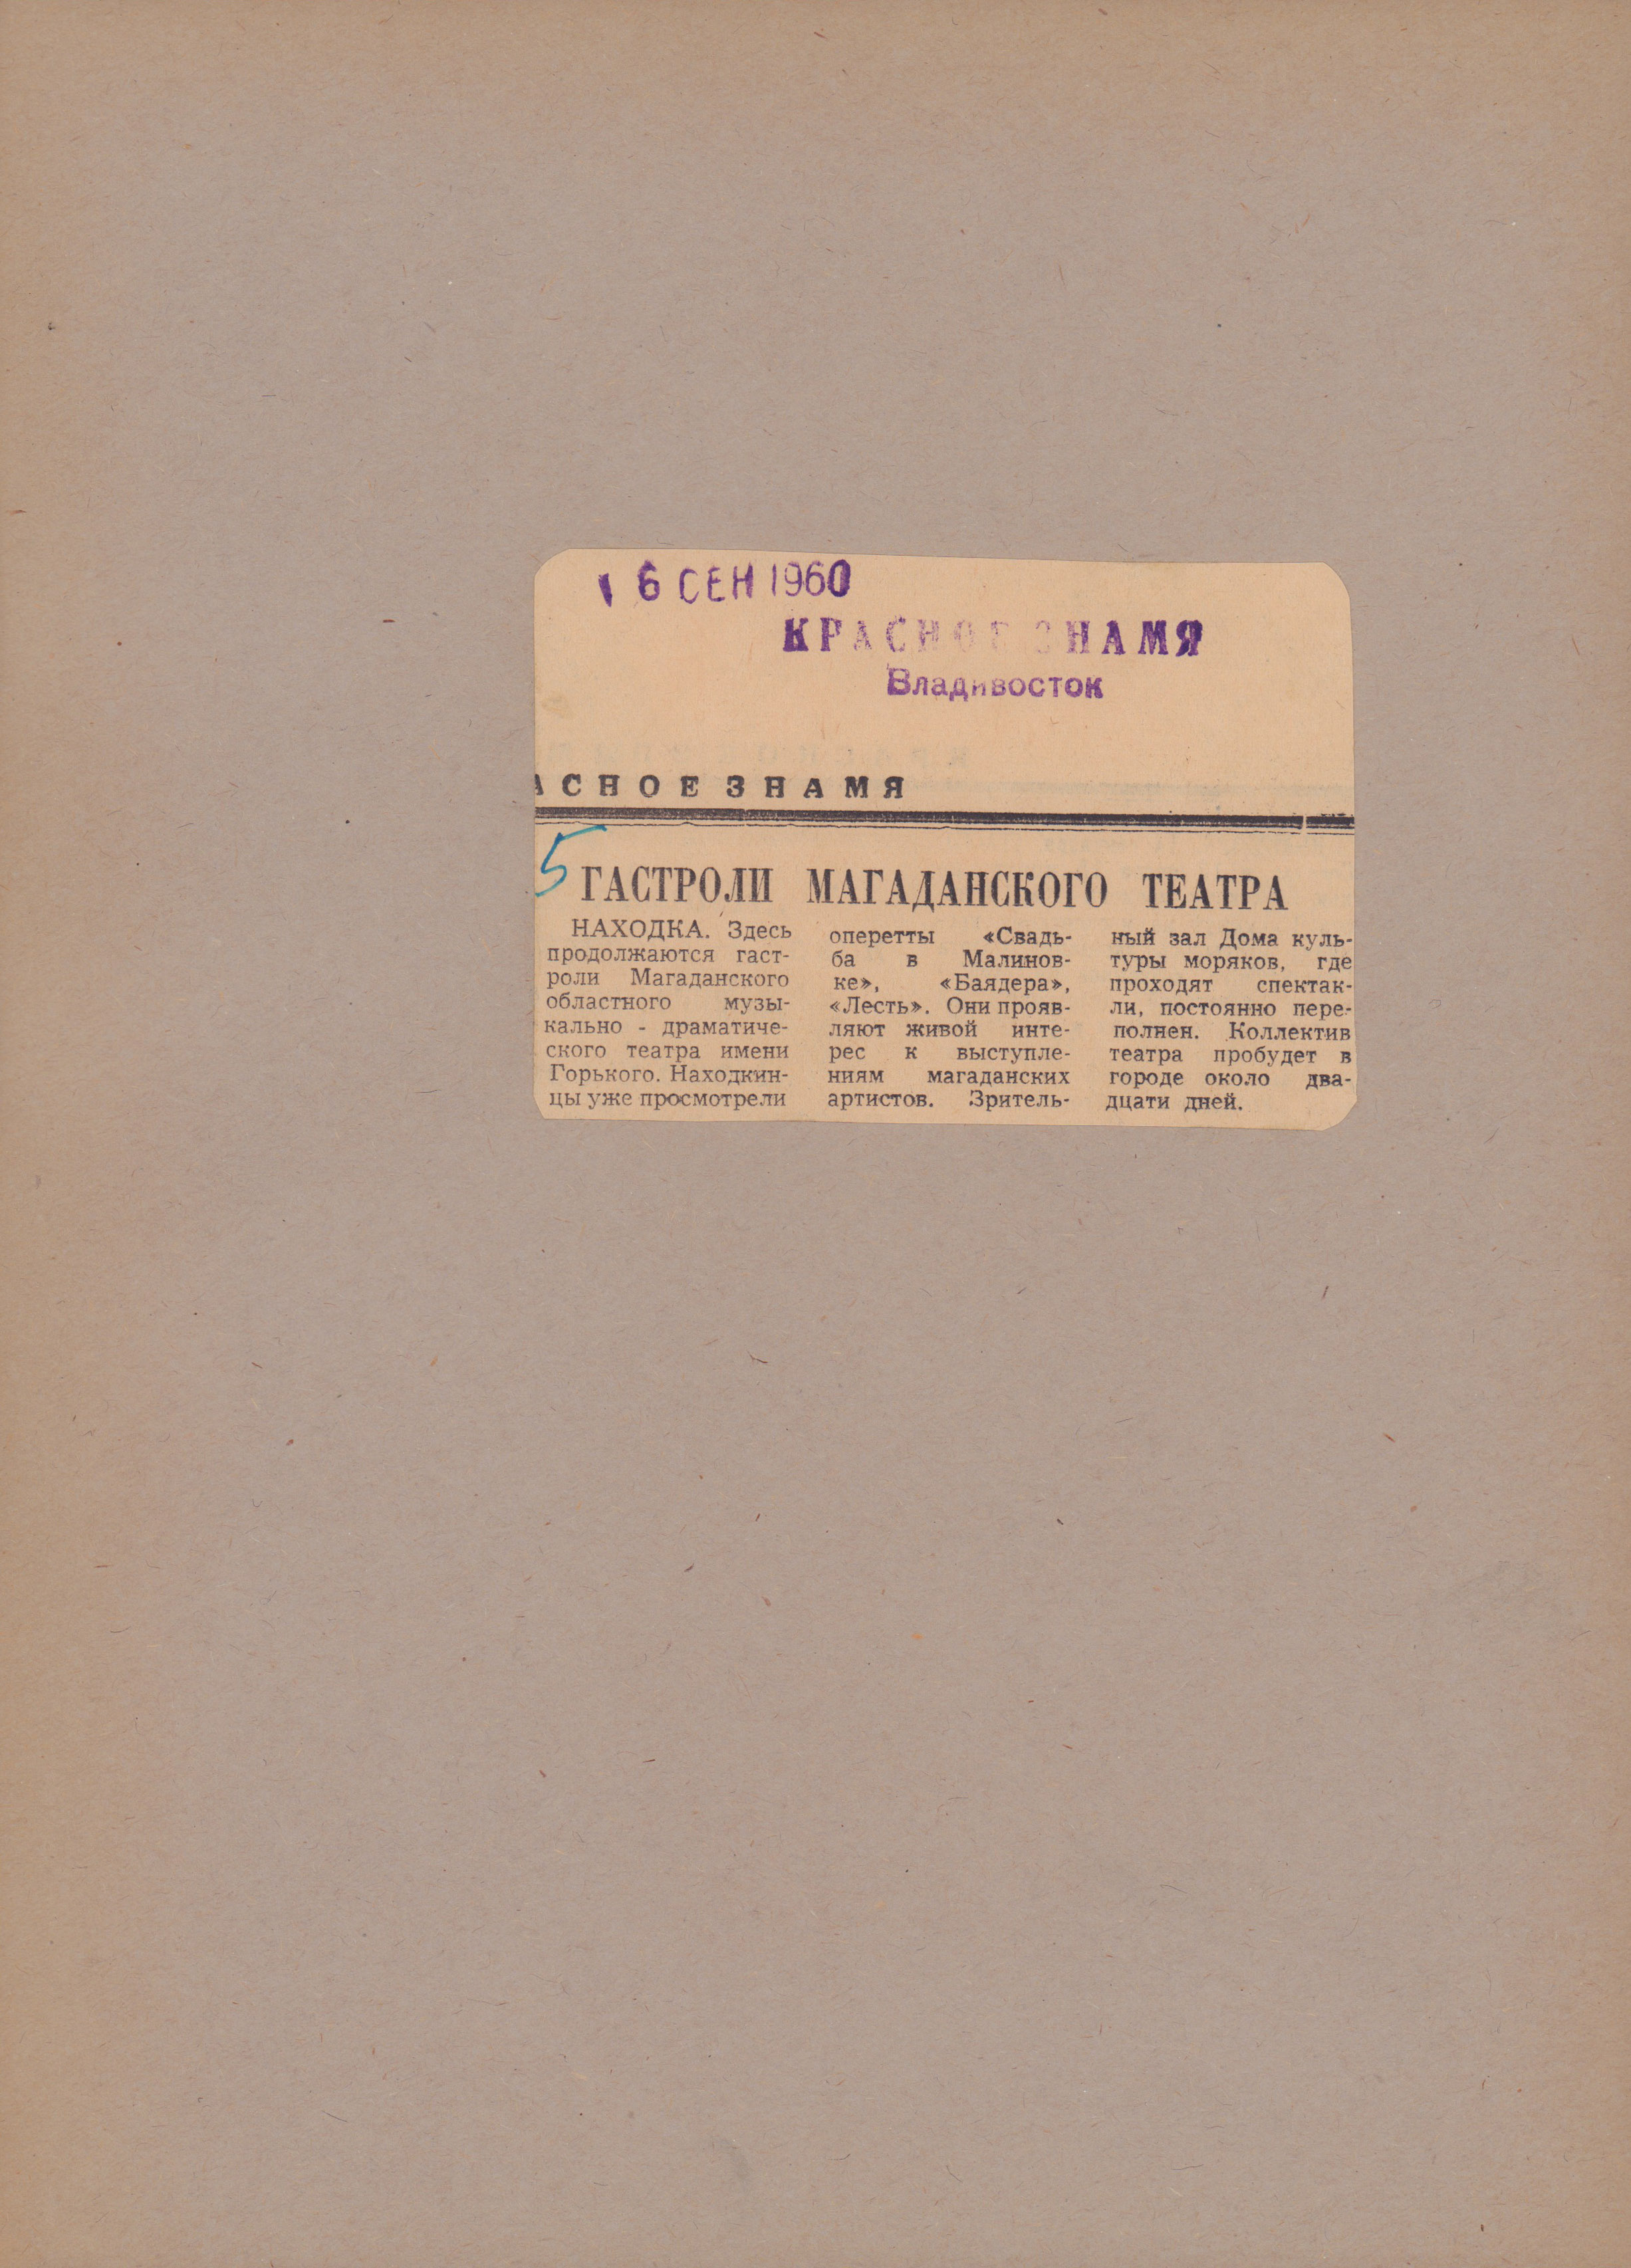 16 СЕН 1960
КРАСНОЕ ЗНАМЯ
Владивосток
АСНОЕ ЗНАМЯ
5
ГАСТРОЛИ МАГАДАНСКОГО ТЕАТРА
НАХОДКА. Здесь
продолжаются гаст-
роли Магаданского
областного музы-
кально - драматиче-
ского театра имени
Горького. Находкин-
цы уже просмотрели
оперетты «Свадь-
ба в Малинов-
ке», «Баядера»,
«Лесть». Они прояв-
ляют живой инте-
рес к выступле-
ниям магаданских
артистов. Зритель-
ный зал Дома куль-
туры моряков, где
проходят спектак-
ли, постоянно пере-
полнен. Коллектив
театра пробудет в
городе около два-
дцати дней.